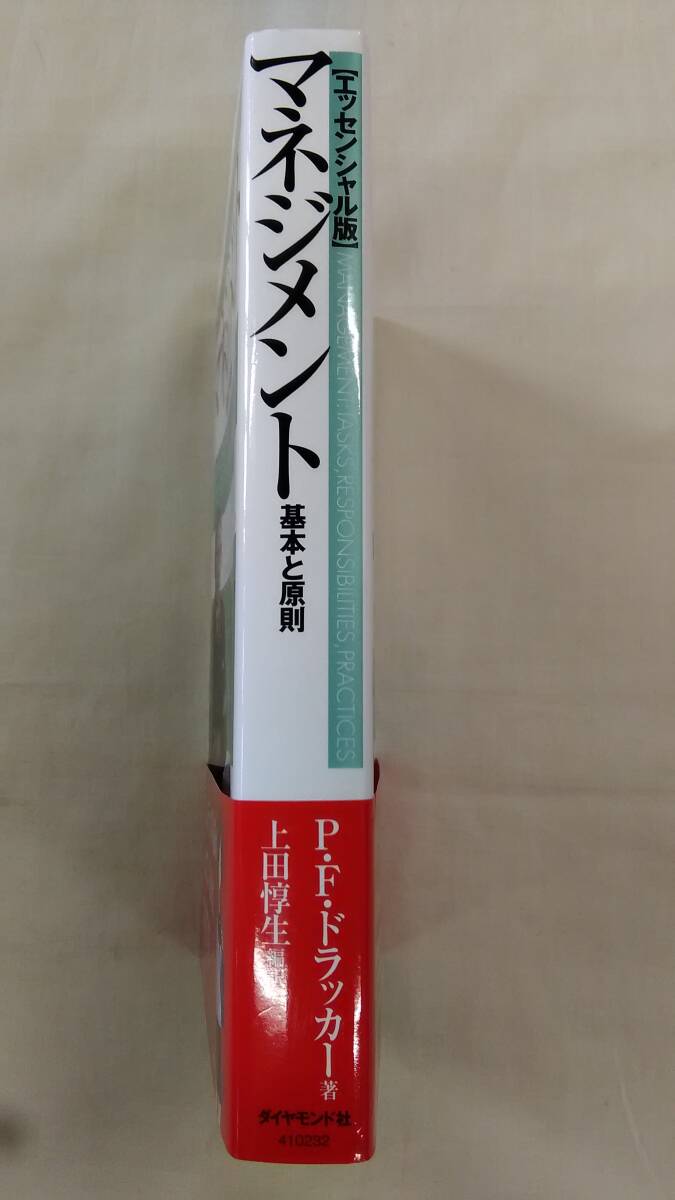 【エッセンシャル版】
MANAGEMENT:TASKS,RESPONSIBILITIES,PRACTICES
マネジメント
基本と原則
P・F・ドラッカー著
上田惇生編訳
ダイヤモンド社
410232